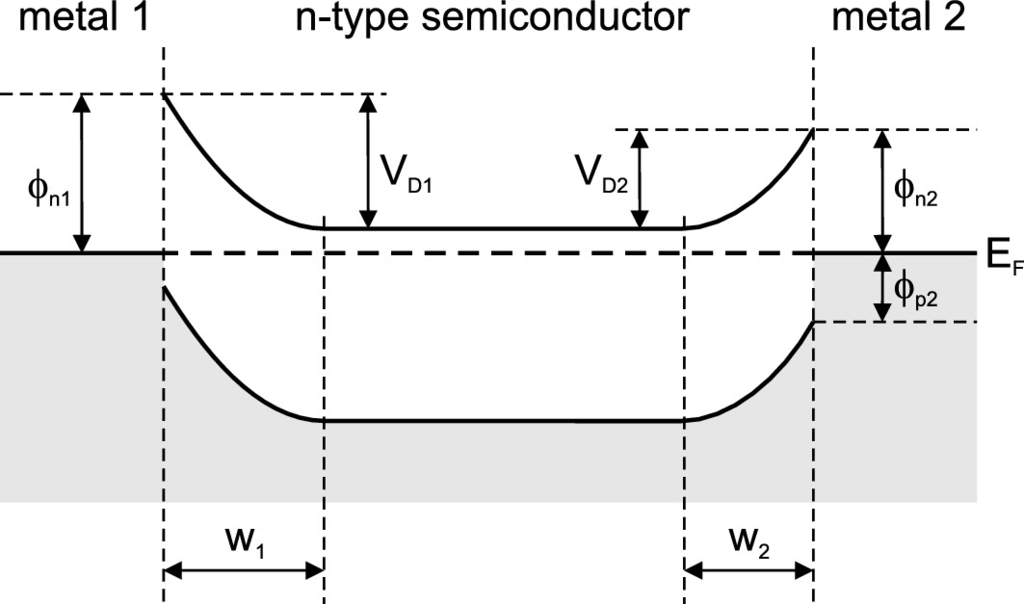 metal 1 n-type semiconductor metal 2
ϕn1 VD1 VD2 ϕn2
EF
ϕp2
w1 w2